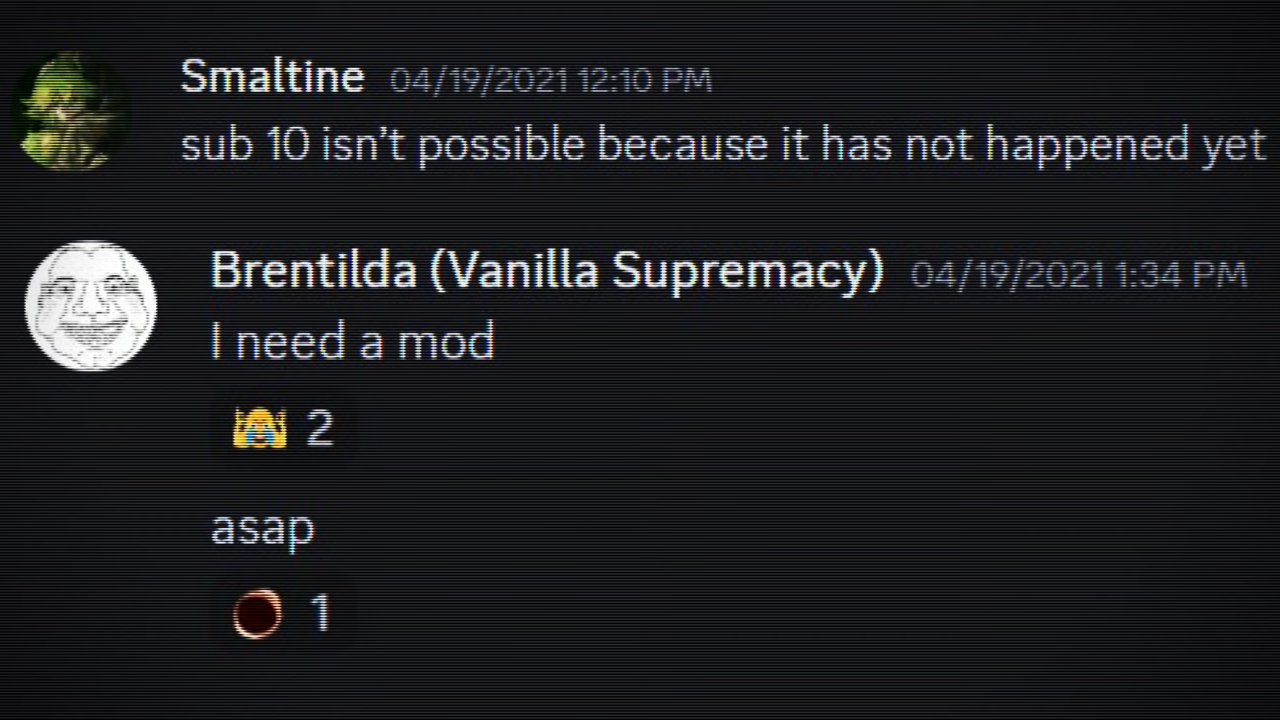 Smaltine 04/19/2021 12:10 PM
sub 10 isn't possible because it has not happened yet
Brentilda (Vanilla Supremacy) 04/19/2021 1:34 PM
I need a mod
2
asap
1